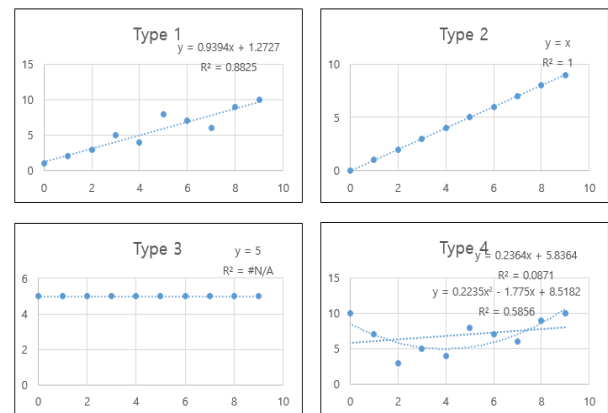 Type 1
y = 0.9394x + 1.2727
R² = 0.8825
15
10
5
0
0 2 4 6 8 10
Type 2
y = x
R² = 1
10
5
0
0 2 4 6 8 10
Type 3
y = 5
R² = #N/A
6
4
2
0
0 2 4 6 8 10
Type 4
y = 0.2364x + 5.8364
R² = 0.0871
y = 0.2235x² - 1.775x + 8.5182
R² = 0.5856
15
10
5
0
0 2 4 6 8 10